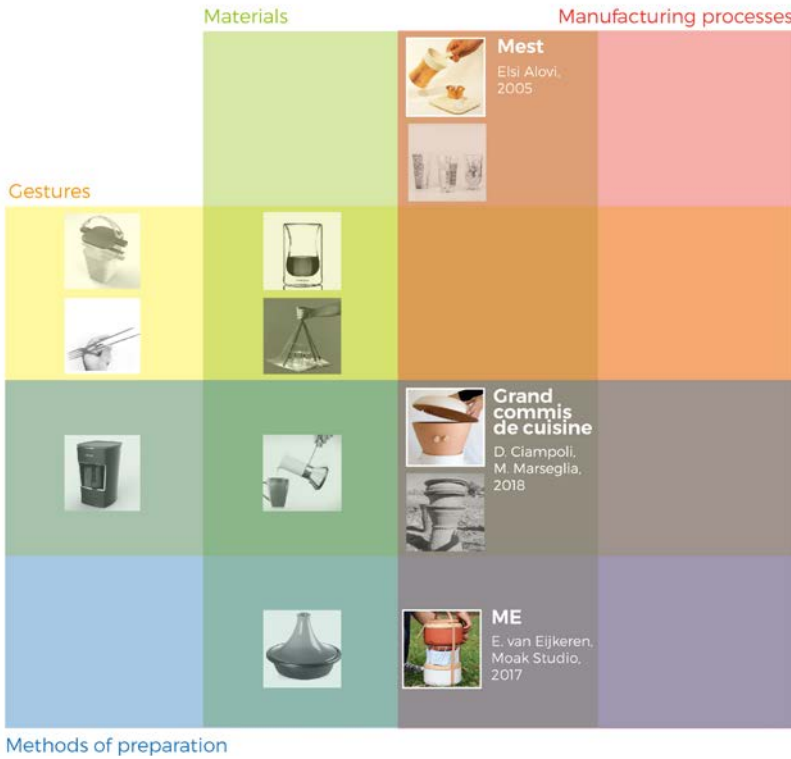 Materials
Manufacturing processes
Mest
Elsi Alovi,
2005
Gestures
Grand
commis
de cuisine
D. Ciampoli,
M. Marseglia,
2018
ME
E. van Eijkeren,
Moak Studio,
2017
Methods of preparation